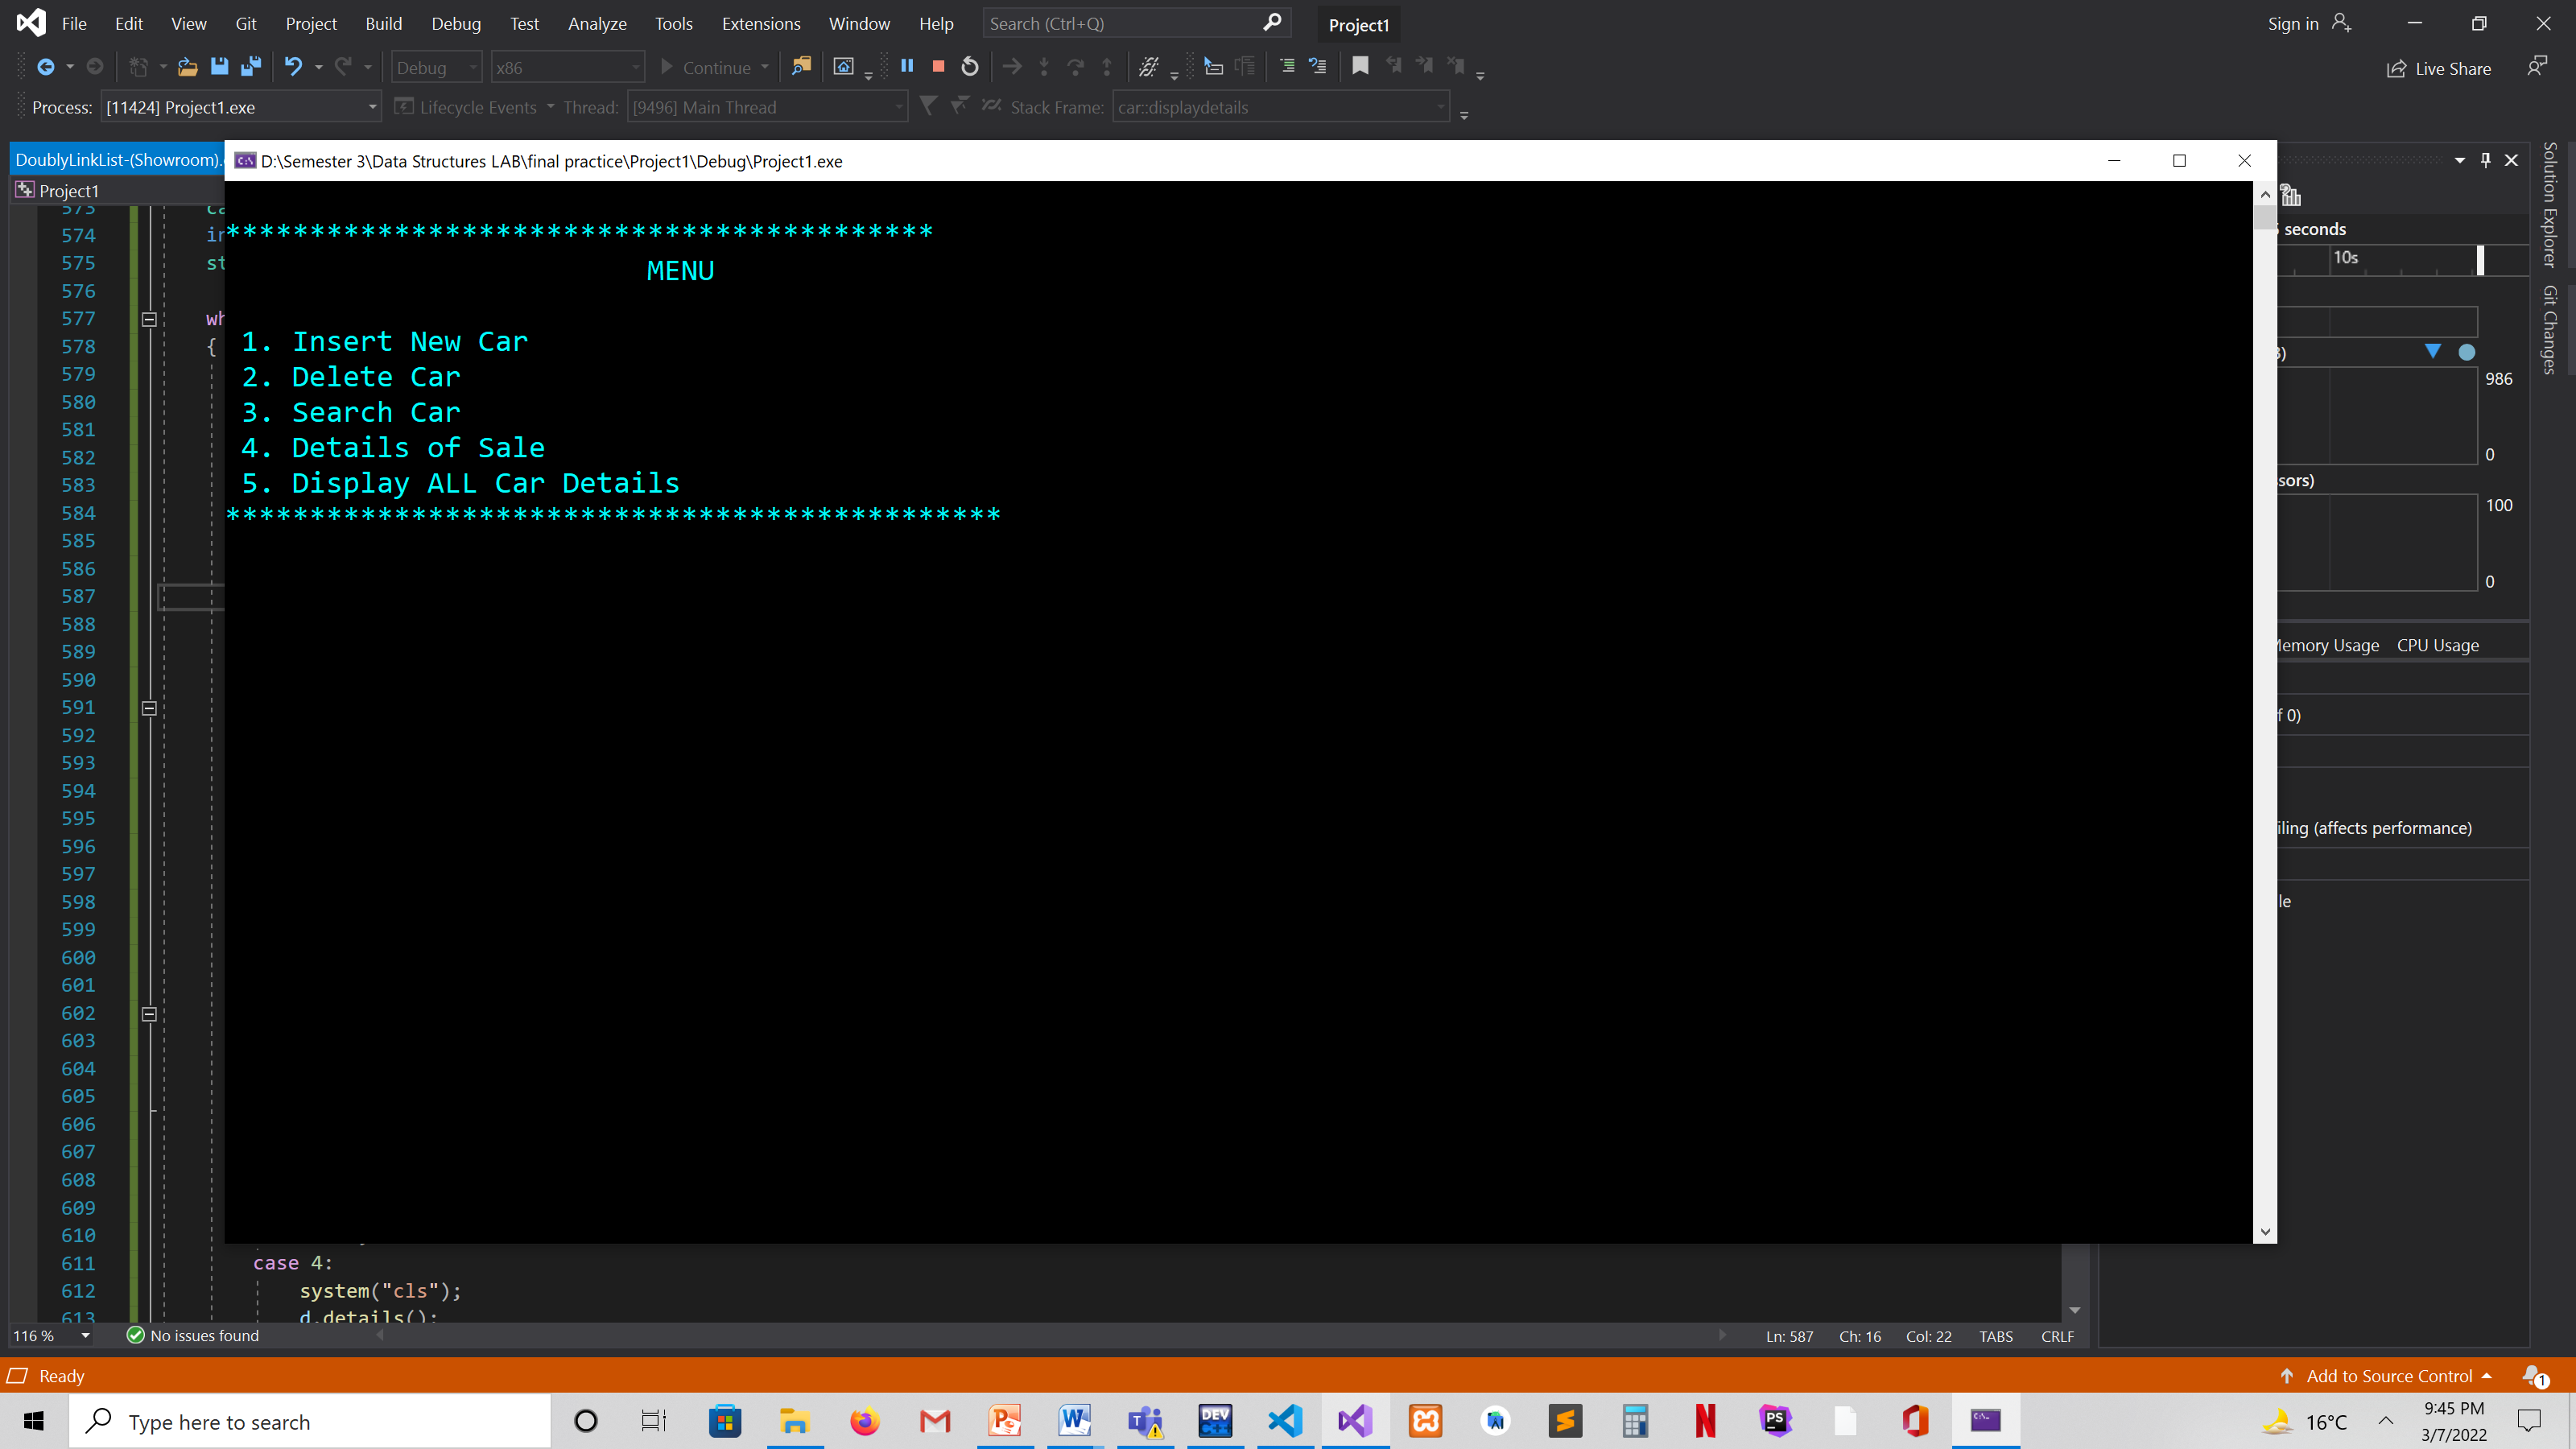 File Edit View Git Project Build Debug Test Analyze Tools Extensions Window Help Search (Ctrl+Q) Project1 Sign in
Debug x86 Continue Live Share
Process: [11424] Project1.exe Lifecycle Events Thread: [9496] Main Thread Stack Frame: car::displaydetails
DoublyLinkList-(Showroom).
D:\Semester 3\Data Structures LAB\final practice\Project1\Debug\Project1.exe
Project1
Solution Explorer
Git Changes
seconds
10s
986
0
sors)
100
0
Memory Usage CPU Usage
f 0)
iling (affects performance)
le
******************************************
MENU
1. Insert New Car
2. Delete Car
3. Search Car
4. Details of Sale
5. Display ALL Car Details
**********************************************
573
574
575
576
577
578 {
579
580
581
582
583
584
585
586
587
588
589
590
591
592
593
594
595
596
597
598
599
600
601
602
603
604
605
606
607
608
609
610
611 case 4:
612 system("cls");
613 d.details();
116 % No issues found Ln: 587 Ch: 16 Col: 22 TABS CRLF
Ready Add to Source Control 1
Type here to search 16°C 9:45 PM
3/7/2022